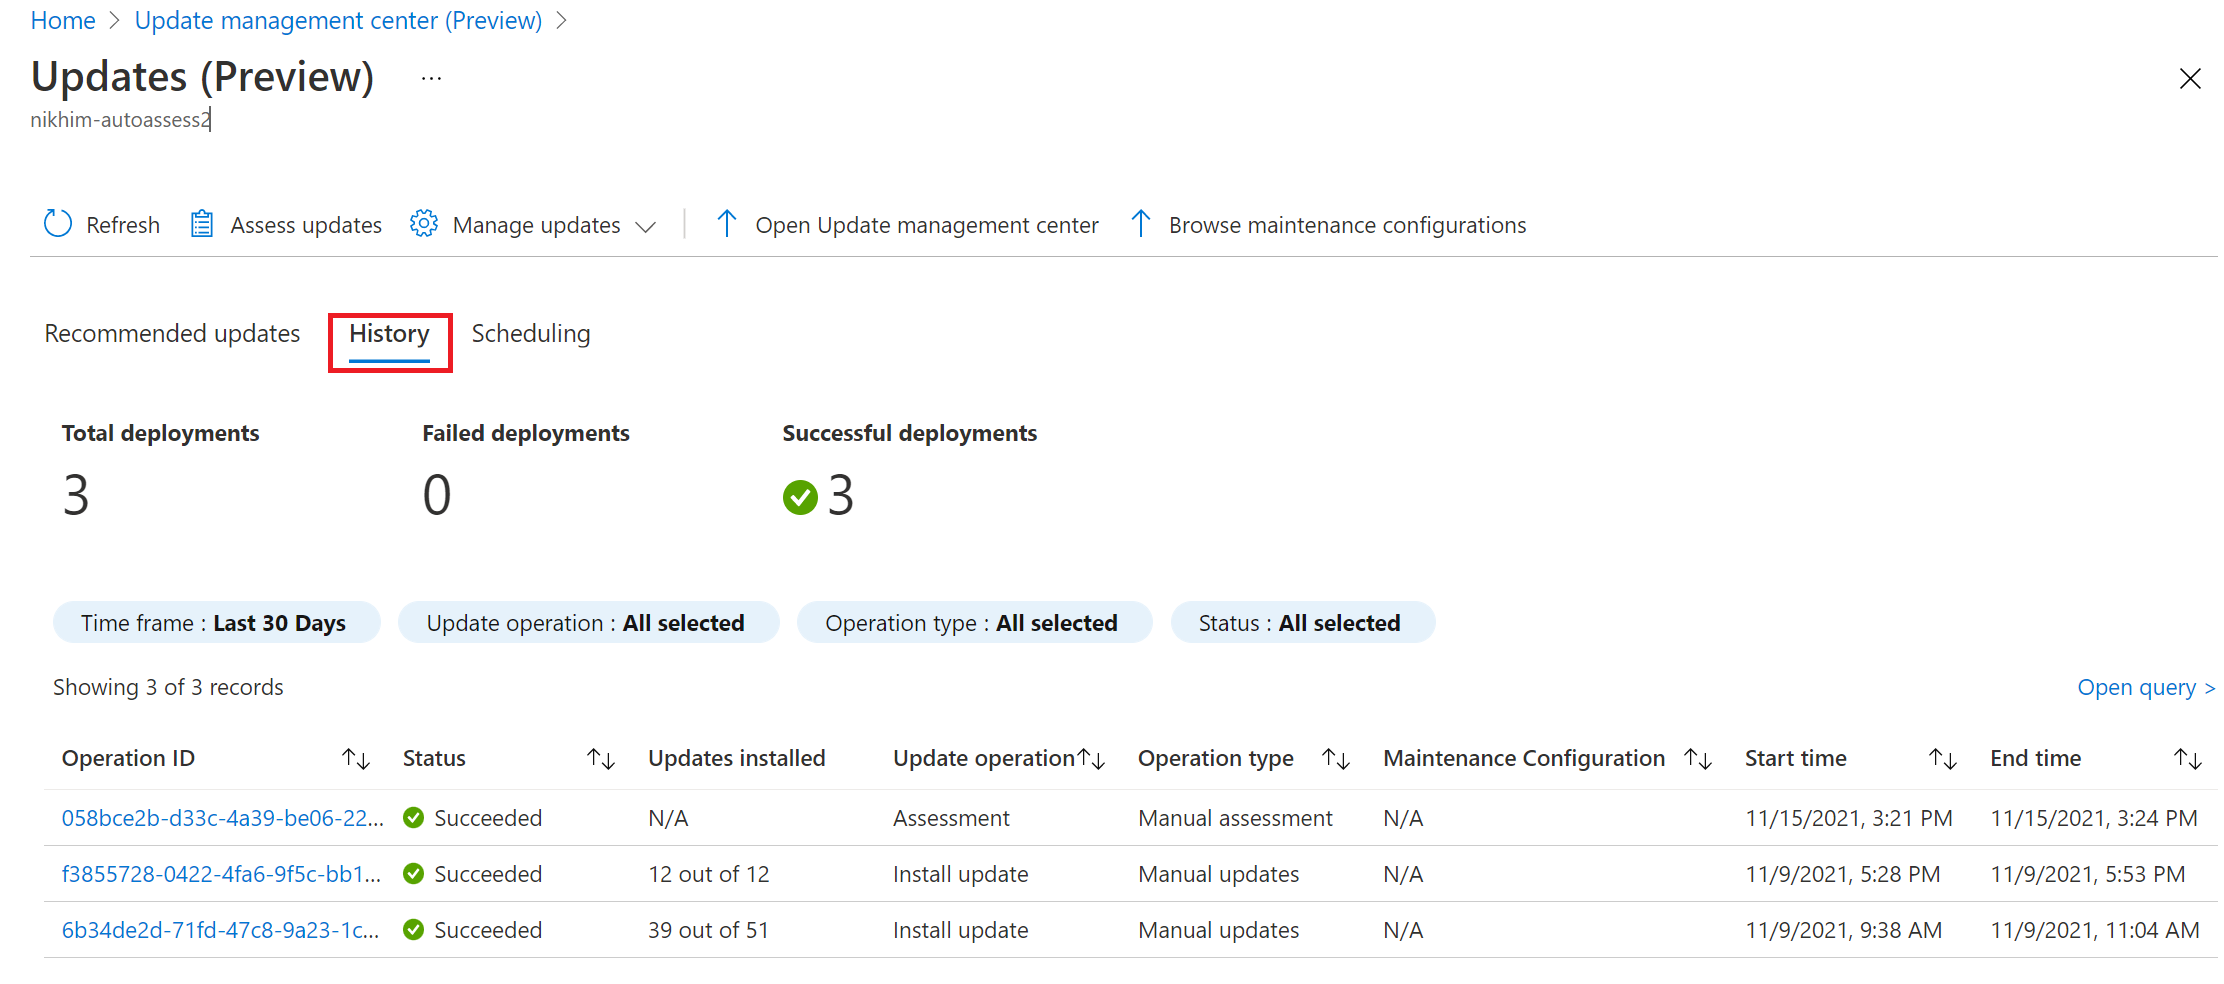 Home > Update management center (Preview) >
Updates (Preview) ...
nikhim-autoassess2
Refresh Assess updates Manage updates Open Update management center Browse maintenance configurations
Recommended updates History Scheduling
Total deployments Failed deployments Successful deployments
3 0 3
Time frame : Last 30 Days Update operation : All selected Operation type : All selected Status : All selected
Showing 3 of 3 records Open query >
Operation ID Status Updates installed Update operation Operation type Maintenance Configuration Start time End time
058bce2b-d33c-4a39-be06-22... Succeeded N/A Assessment Manual assessment N/A 11/15/2021, 3:21 PM 11/15/2021, 3:24 PM
f3855728-0422-4fa6-9f5c-bb1... Succeeded 12 out of 12 Install update Manual updates N/A 11/9/2021, 5:28 PM 11/9/2021, 5:53 PM
6b34de2d-71fd-47c8-9a23-1c... Succeeded 39 out of 51 Install update Manual updates N/A 11/9/2021, 9:38 AM 11/9/2021, 11:04 AM